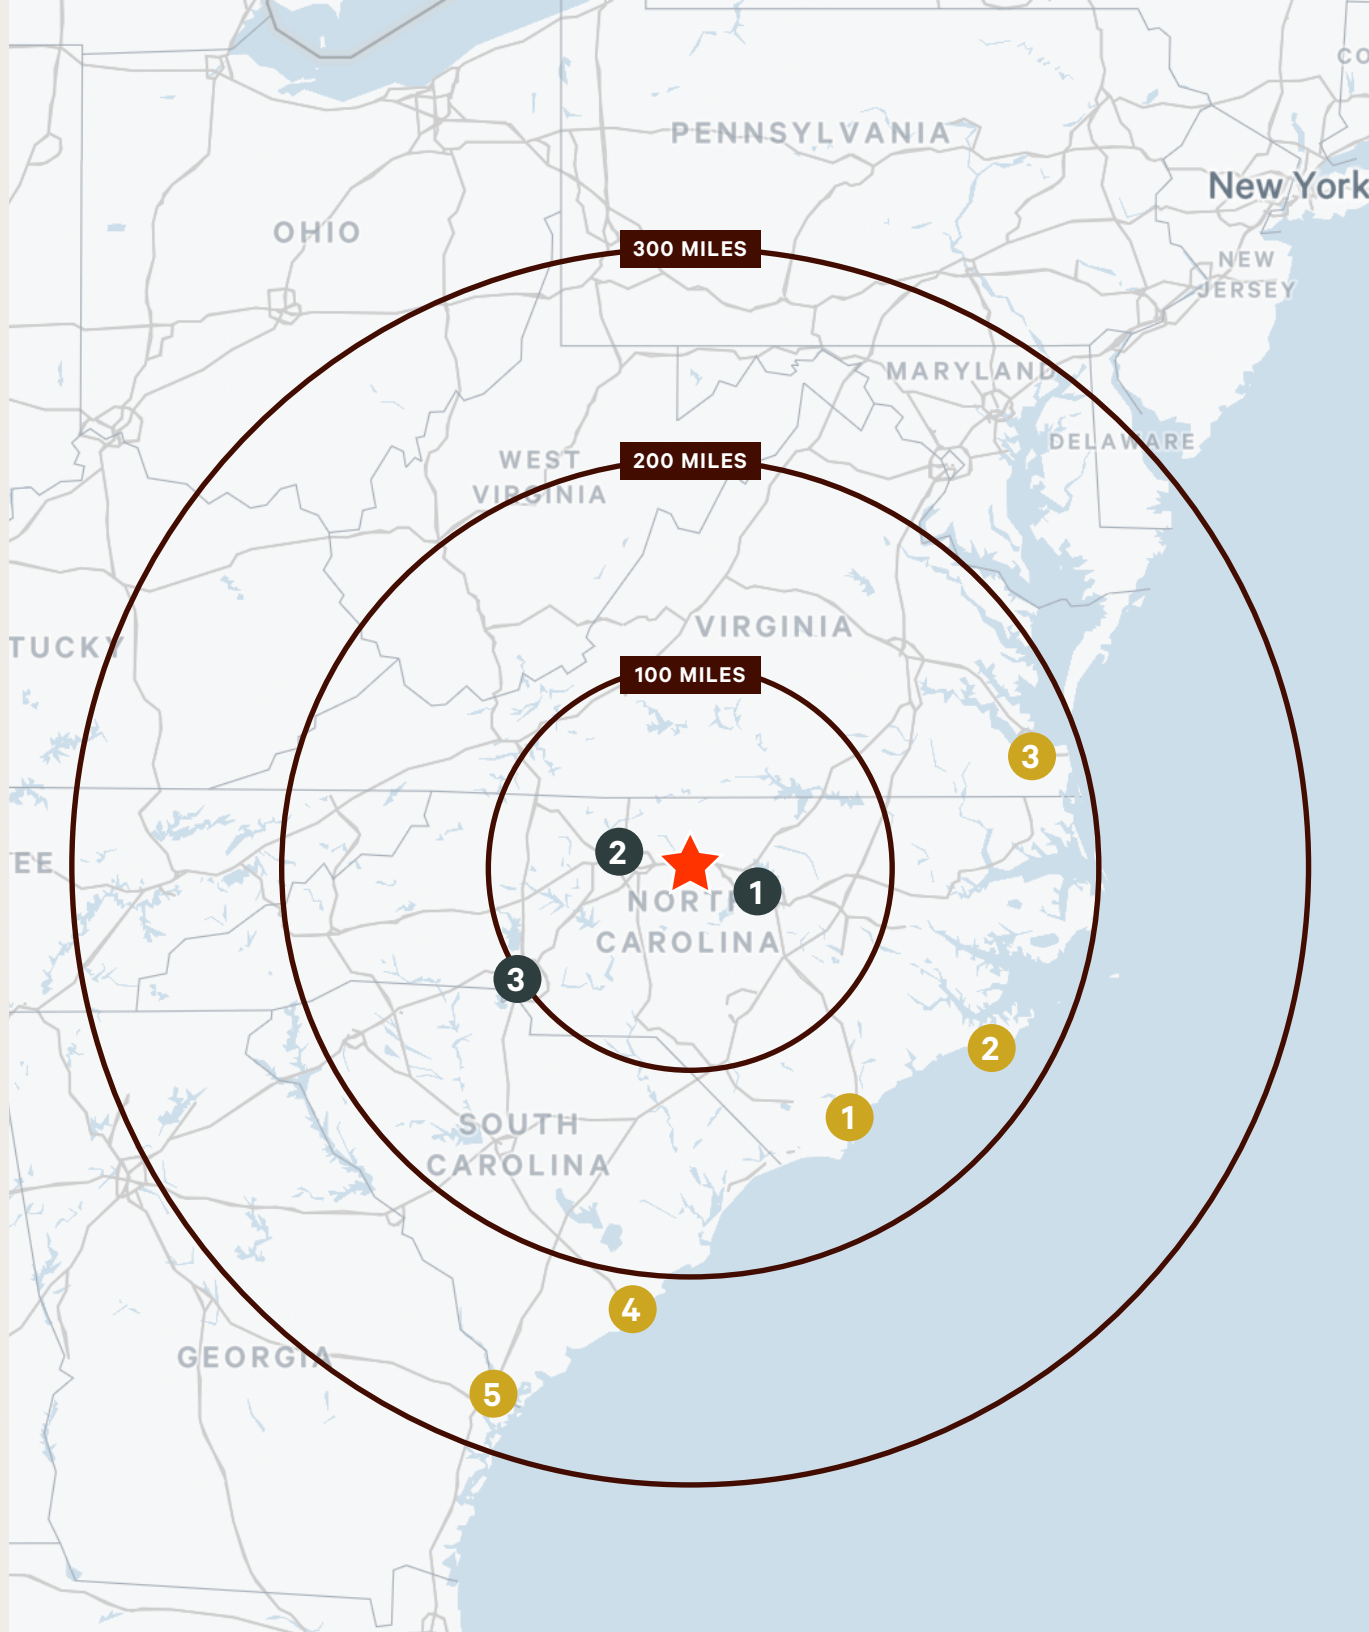 CO
PENNSYLVANIA
New York
OHIO
300 MILES
NEW
JERSEY
MARYLAND
DELAWARE
WEST
VIRGINIA
200 MILES
VIRGINIA
TUCKY
100 MILES
3
2
1
EE
NORTH
CAROLINA
3
2
1
SOUTH
CAROLINA
4
GEORGIA
5